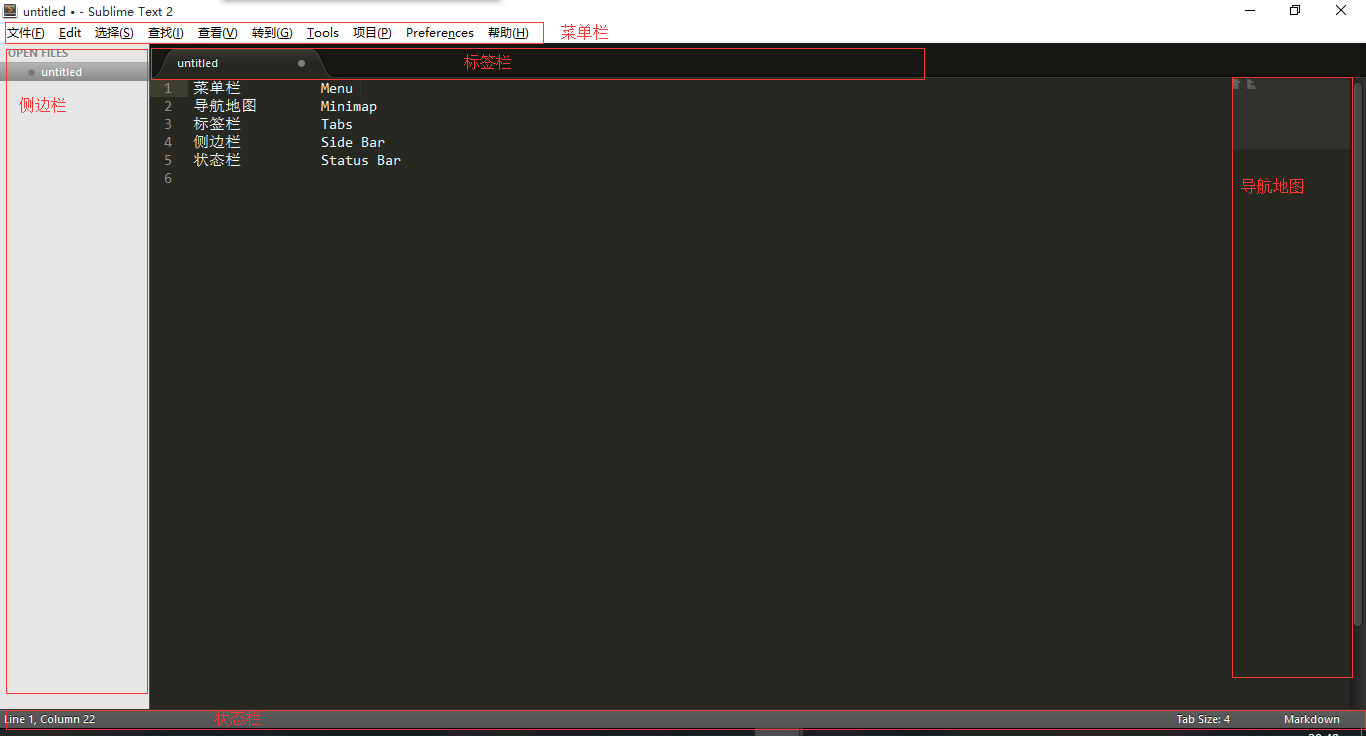 untitled • - Sublime Text 2
文件(F) Edit 选择(S) 查找(I) 查看(V) 转到(G) Tools 项目(P) Preferences 帮助(H) 菜单栏
OPEN FILES
untitled
侧边栏
untitled 标签栏
1 菜单栏 Menu
2 导航地图 Minimap
3 标签栏 Tabs
4 侧边栏 Side Bar
5 状态栏 Status Bar
6
导航地图
Line 1, Column 22 状态栏 Tab Size: 4 Markdown